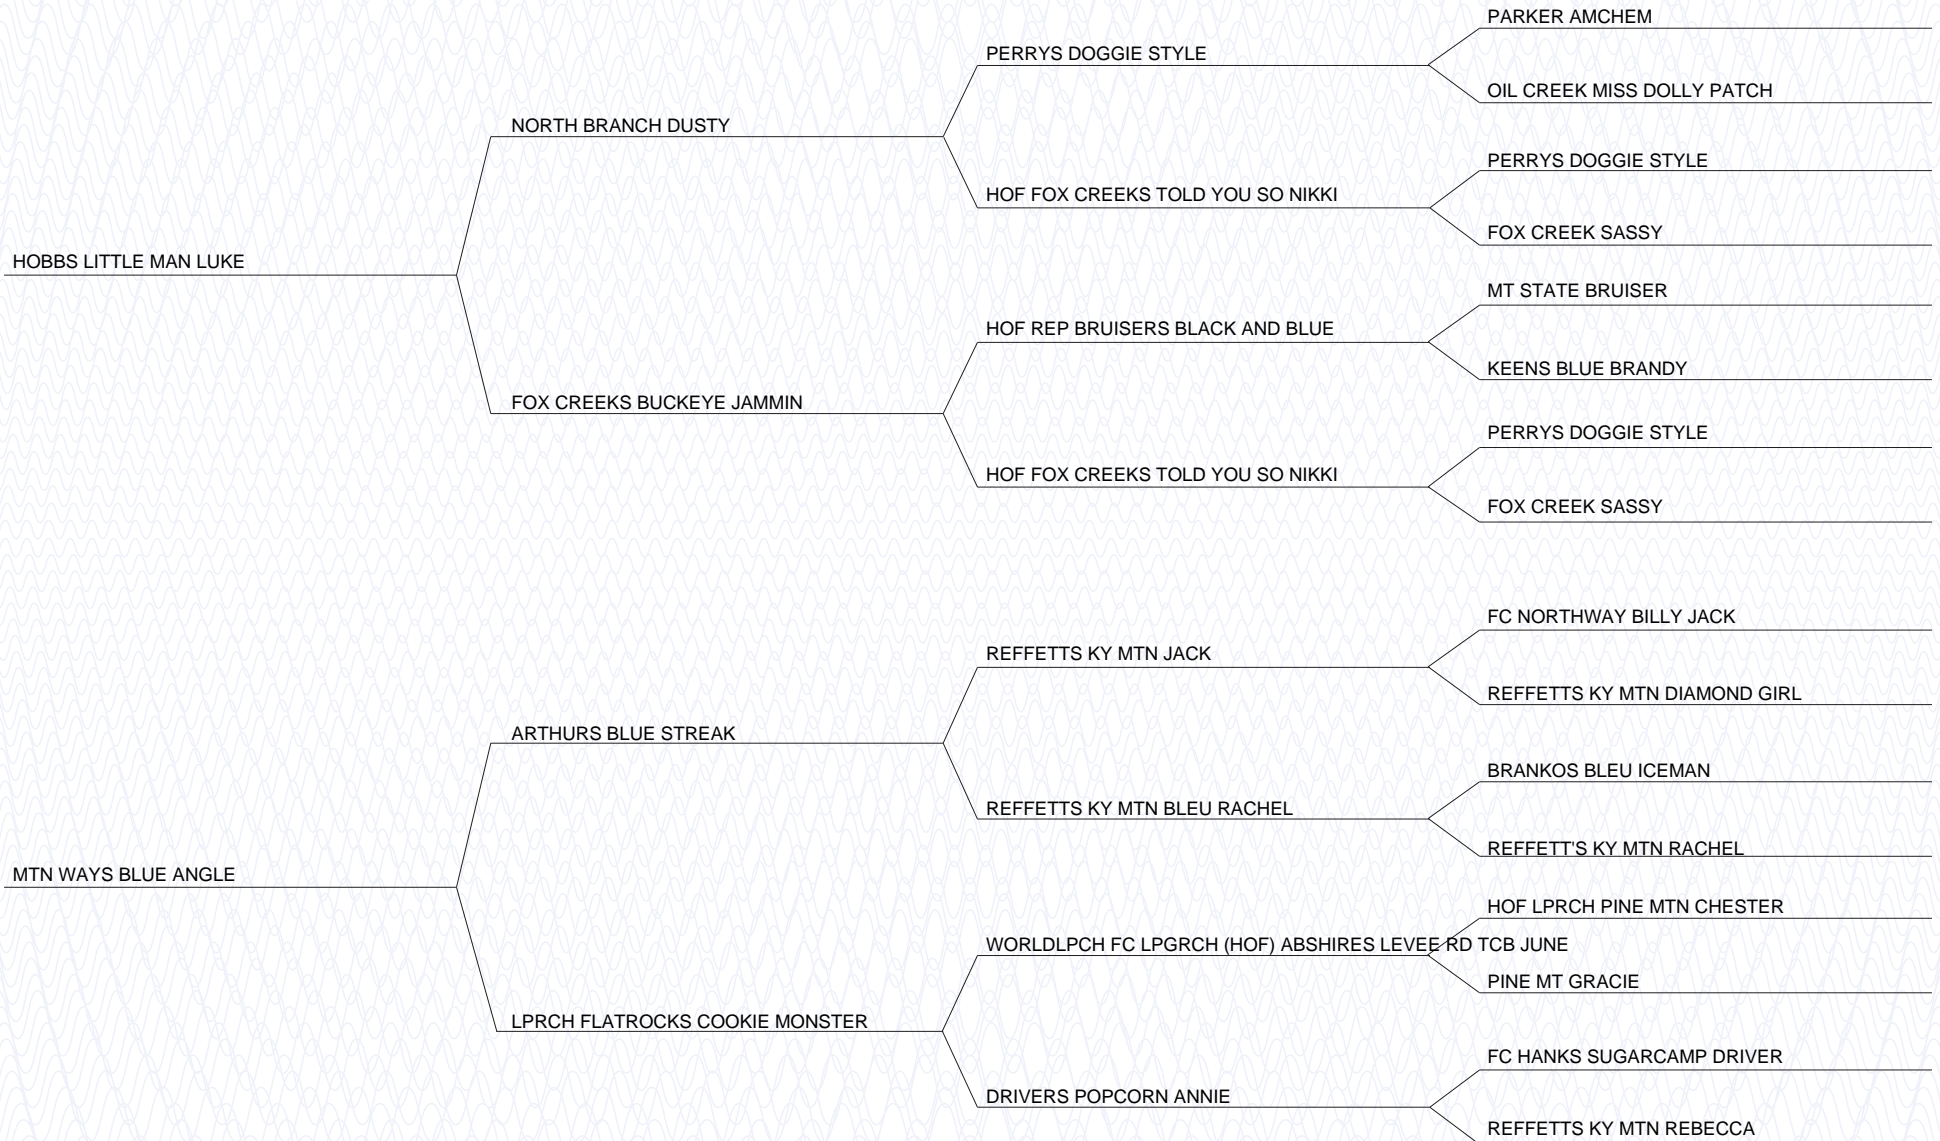 PARKER AMCHEM
PERRYS DOGGIE STYLE
OIL CREEK MISS DOLLY PATCH
NORTH BRANCH DUSTY
PERRYS DOGGIE STYLE
HOF FOX CREEKS TOLD YOU SO NIKKI
FOX CREEK SASSY
HOBBS LITTLE MAN LUKE
MT STATE BRUISER
HOF REP BRUISERS BLACK AND BLUE
KEENS BLUE BRANDY
FOX CREEKS BUCKEYE JAMMIN
PERRYS DOGGIE STYLE
HOF FOX CREEKS TOLD YOU SO NIKKI
FOX CREEK SASSY
FC NORTHWAY BILLY JACK
REFFETTS KY MTN JACK
REFFETTS KY MTN DIAMOND GIRL
ARTHURS BLUE STREAK
BRANKOS BLEU ICEMAN
REFFETTS KY MTN BLEU RACHEL
REFFETT'S KY MTN RACHEL
MTN WAYS BLUE ANGLE
HOF LPRCH PINE MTN CHESTER
WORLDLPCH FC LPGRCH (HOF) ABSHIRES LEVEE RD TCB JUNE
PINE MT GRACIE
LPRCH FLATROCKS COOKIE MONSTER
FC HANKS SUGARCAMP DRIVER
DRIVERS POPCORN ANNIE
REFFETTS KY MTN REBECCA